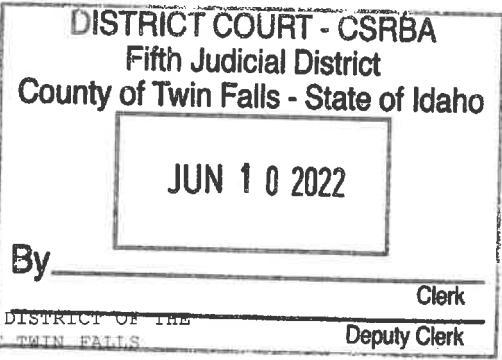 DISTRICT COURT - CSRBA
Fifth Judicial District
County of Twin Falls - State of Idaho
JUN 1 0 2022
By
Clerk
DISTRICT OF THE
TWIN FALLS
Deputy Clerk